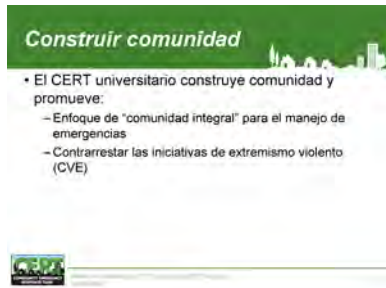 Construir comunidad
• El CERT universitario construye comunidad y
promueve:
– Enfoque de “comunidad integral” para el manejo de
emergencias
– Contrarrestar las iniciativas de extremismo violento
(CVE)
CERT